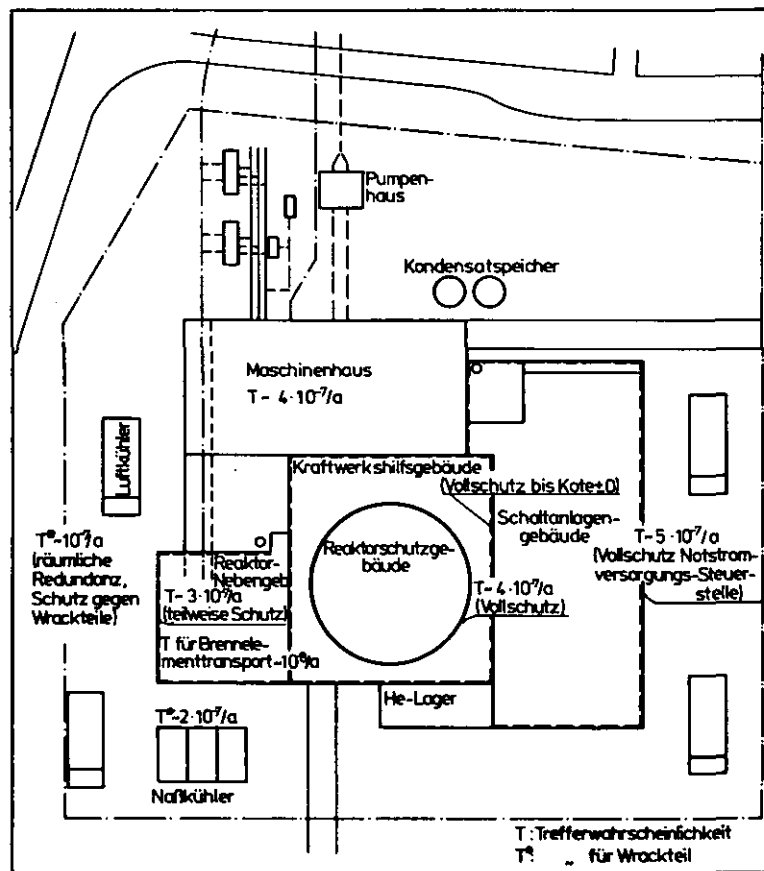 Pumpen-
haus
Kondensatspeicher
Maschinenhaus
T~ 4·10⁻⁷/a
Luftkühler
Kraftwerkshilfsgebäude
(Vollschutz bis Kote±0)
Schaltanlagen-
gebäude
T*~10⁻⁷/a
(räumliche
Redundanz,
Schutz gegen
Wrackteile)
Reaktor-
Nebengeb.
T~3·10⁻⁷/a
(teilweise Schutz)
T für Brennele-
menttransport~10⁻⁸/a
Reaktorschutzge-
bäude
T~4·10⁻⁷/a
(Vollschutz)
T~5·10⁻⁷/a
(Vollschutz Notstrom-
versorgungs-Steuer-
stelle)
He-Lager
T*~2·10⁻⁷/a
Naßkühler
T : Trefferwahrscheinlichkeit
T*: „ für Wrackteil